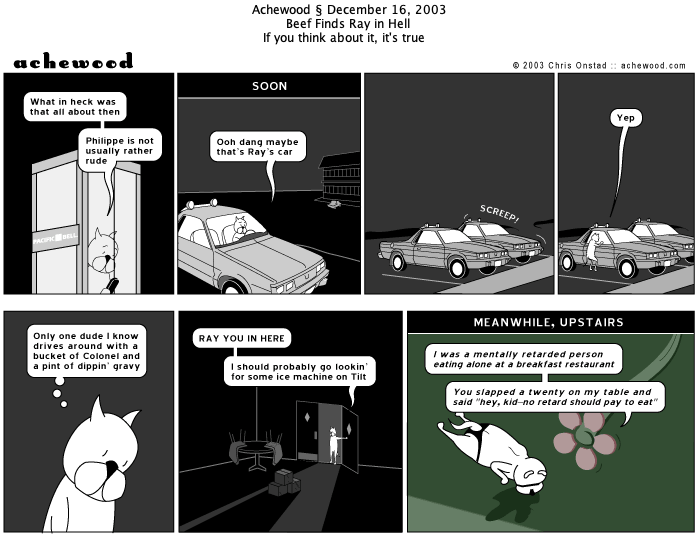 Achewood § December 16, 2003
Beef Finds Ray in Hell
If you think about it, it's true
achewood
© 2003 Chris Onstad :: achewood.com
What in heck was
that all about then
Philippe is not
usually rather
rude
PACIFIC BELL
SOON
Ooh dang maybe
that's Ray's car
SCREEP!
Yep
Only one dude I know
drives around with a
bucket of Colonel and
a pint of dippin' gravy
RAY YOU IN HERE
I should probably go lookin'
for some ice machine on Tilt
MEANWHILE, UPSTAIRS
I was a mentally retarded person
eating alone at a breakfast restaurant
You slapped a twenty on my table and
said "hey, kid—no retard should pay to eat"